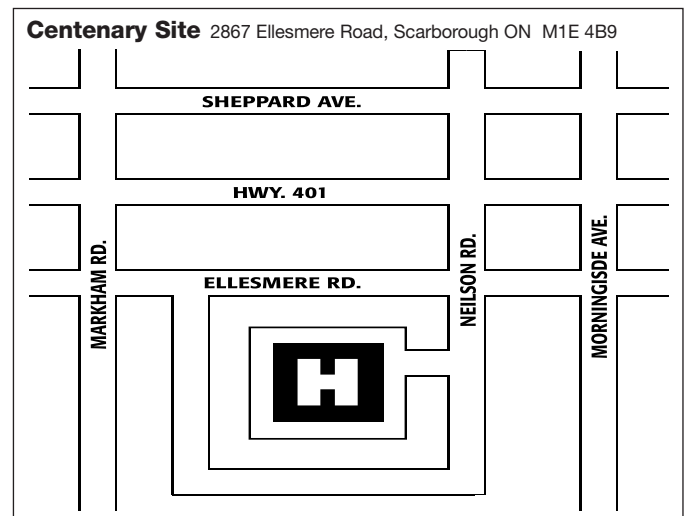 Centenary Site 2867 Ellesmere Road, Scarborough ON M1E 4B9
SHEPPARD AVE.
HWY. 401
ELLESMERE RD.
MARKHAM RD.
NEILSON RD.
MORNINGISDE AVE.
H